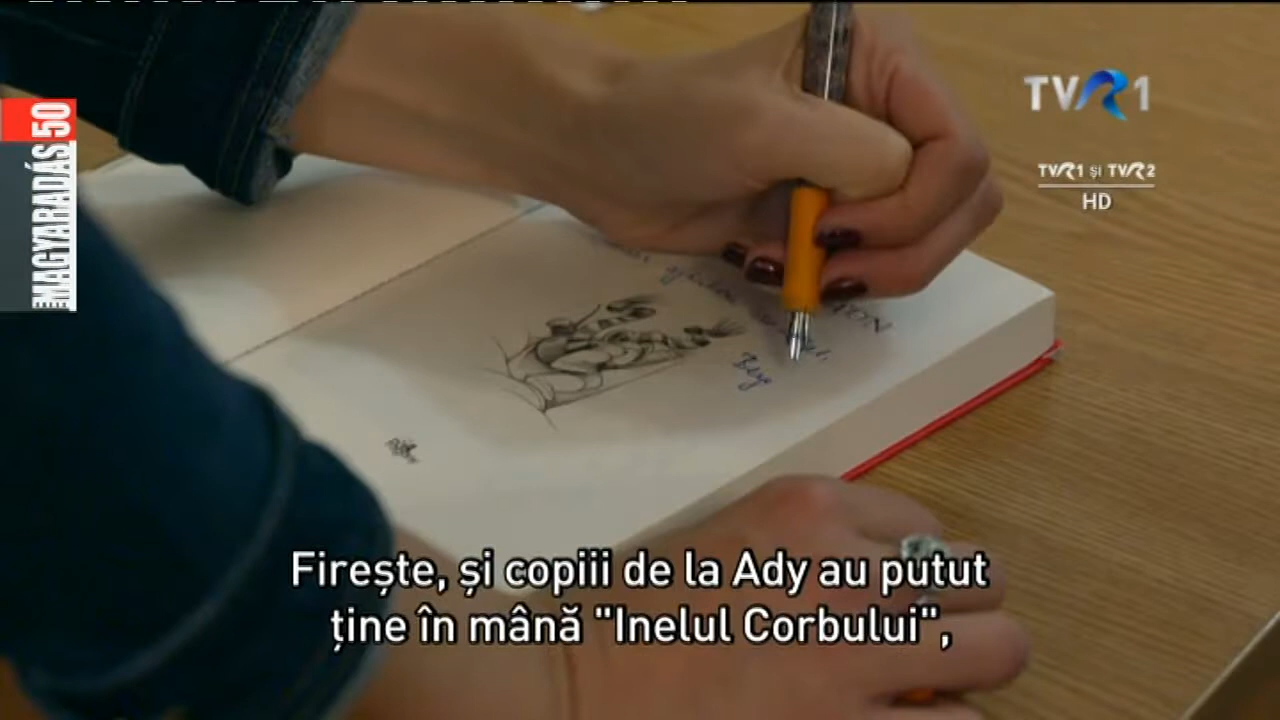 MAGYARADÁS 50
TVR1
TVR1 și TVR2
HD
Firește, și copiii de la Ady au putut
ține în mână "Inelul Corbului",